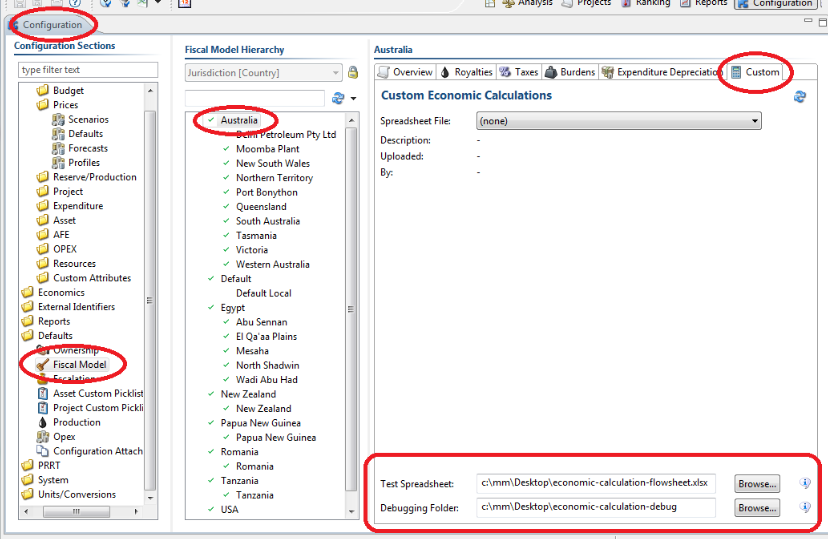 Analysis Projects Ranking Reports Configuration
Configuration
Configuration Sections
type filter text
Budget
Prices
Scenarios
Defaults
Forecasts
Profiles
Reserve/Production
Project
Expenditure
Asset
AFE
OPEX
Resources
Custom Attributes
Economics
External Identifiers
Reports
Defaults
Ownership
Fiscal Model
Escalation
Asset Custom Picklist
Project Custom Pickli
Production
Opex
Configuration Attach
PRRT
System
Units/Conversions
Fiscal Model Hierarchy
Jurisdiction [Country]
Australia
Delhi Petroleum Pty Ltd
Moomba Plant
New South Wales
Northern Territory
Port Bonython
Queensland
South Australia
Tasmania
Victoria
Western Australia
Default
Default Local
Egypt
Abu Sennan
El Qa'aa Plains
Mesaha
North Shadwin
Wadi Abu Had
New Zealand
New Zealand
Papua New Guinea
Papua New Guinea
Romania
Romania
Tanzania
Tanzania
USA
Australia
Overview Royalties Taxes Burdens Expenditure Depreciation Custom
Custom Economic Calculations
Spreadsheet File: (none)
Description: -
Uploaded: -
By: -
Test Spreadsheet: c:\mm\Desktop\economic-calculation-flowsheet.xlsx Browse...
Debugging Folder: c:\mm\Desktop\economic-calculation-debug Browse...